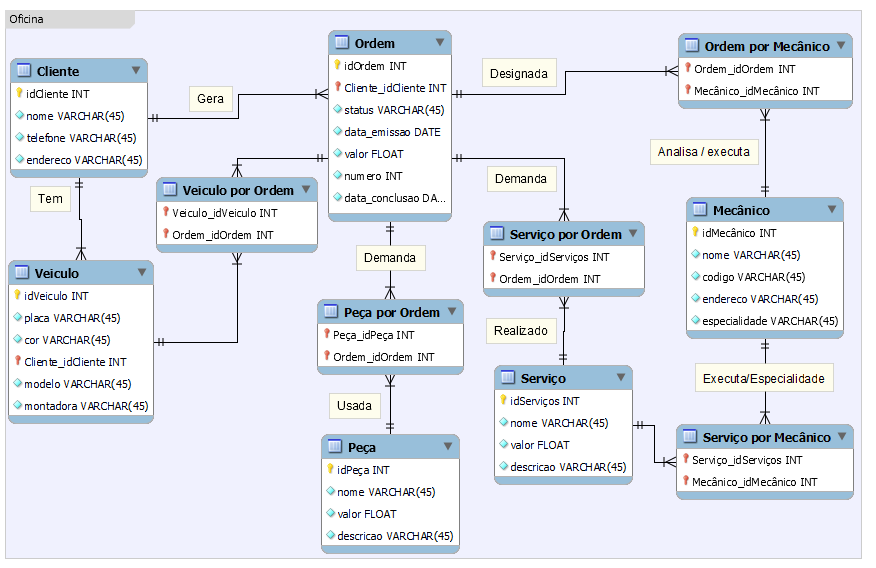 Oficina
Cliente
idCliente INT
nome VARCHAR(45)
telefone VARCHAR(45)
endereco VARCHAR(45)
Gera
Ordem
idOrdem INT
Cliente_idCliente INT
status VARCHAR(45)
data_emissao DATE
valor FLOAT
numero INT
data_conclusao DA...
Designada
Ordem por Mecânico
Ordem_idOrdem INT
Mecânico_idMecânico INT
Analisa / executa
Tem
Veiculo por Ordem
Veiculo_idVeiculo INT
Ordem_idOrdem INT
Demanda
Serviço por Ordem
Serviço_idServiços INT
Ordem_idOrdem INT
Mecânico
idMecânico INT
nome VARCHAR(45)
codigo VARCHAR(45)
endereco VARCHAR(45)
especialidade VARCHAR(45)
Veiculo
idVeiculo INT
placa VARCHAR(45)
cor VARCHAR(45)
Cliente_idCliente INT
modelo VARCHAR(45)
montadora VARCHAR(45)
Demanda
Peça por Ordem
Peça_idPeça INT
Ordem_idOrdem INT
Realizado
Executa/Especialidade
Usada
Serviço
idServiços INT
nome VARCHAR(45)
valor FLOAT
descricao VARCHAR(45)
Peça
idPeça INT
nome VARCHAR(45)
valor FLOAT
descricao VARCHAR(45)
Serviço por Mecânico
Serviço_idServiços INT
Mecânico_idMecânico INT